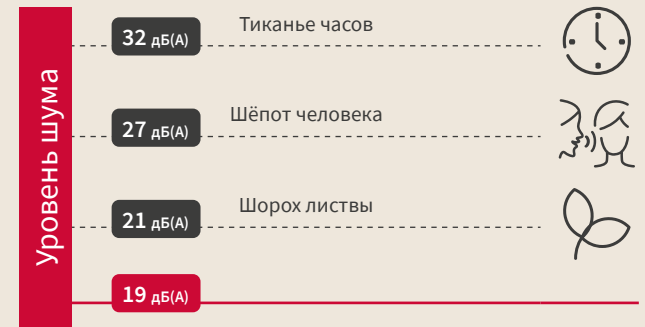 Уровень шума
32 дБ(А)
Тиканье часов
27 дБ(А)
Шёпот человека
21 дБ(А)
Шорох листвы
19 дБ(А)